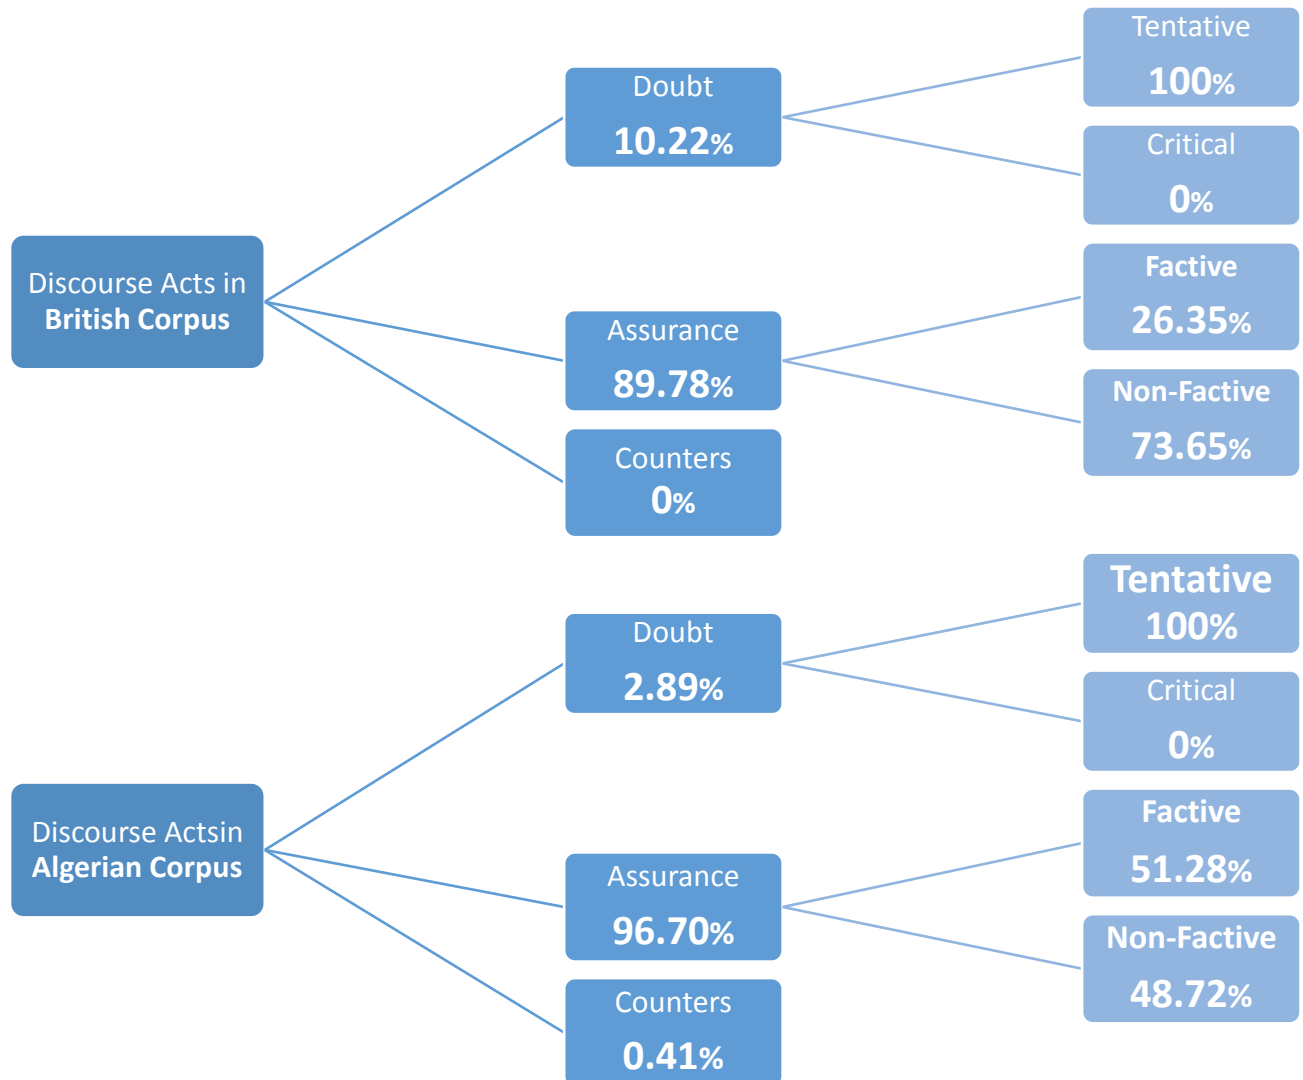 Discourse Acts in
British Corpus
Doubt
10.22%
Tentative
100%
Critical
0%
Assurance
89.78%
Factive
26.35%
Non-Factive
73.65%
Counters
0%
Discourse Actsin
Algerian Corpus
Doubt
2.89%
Tentative
100%
Critical
0%
Assurance
96.70%
Factive
51.28%
Non-Factive
48.72%
Counters
0.41%